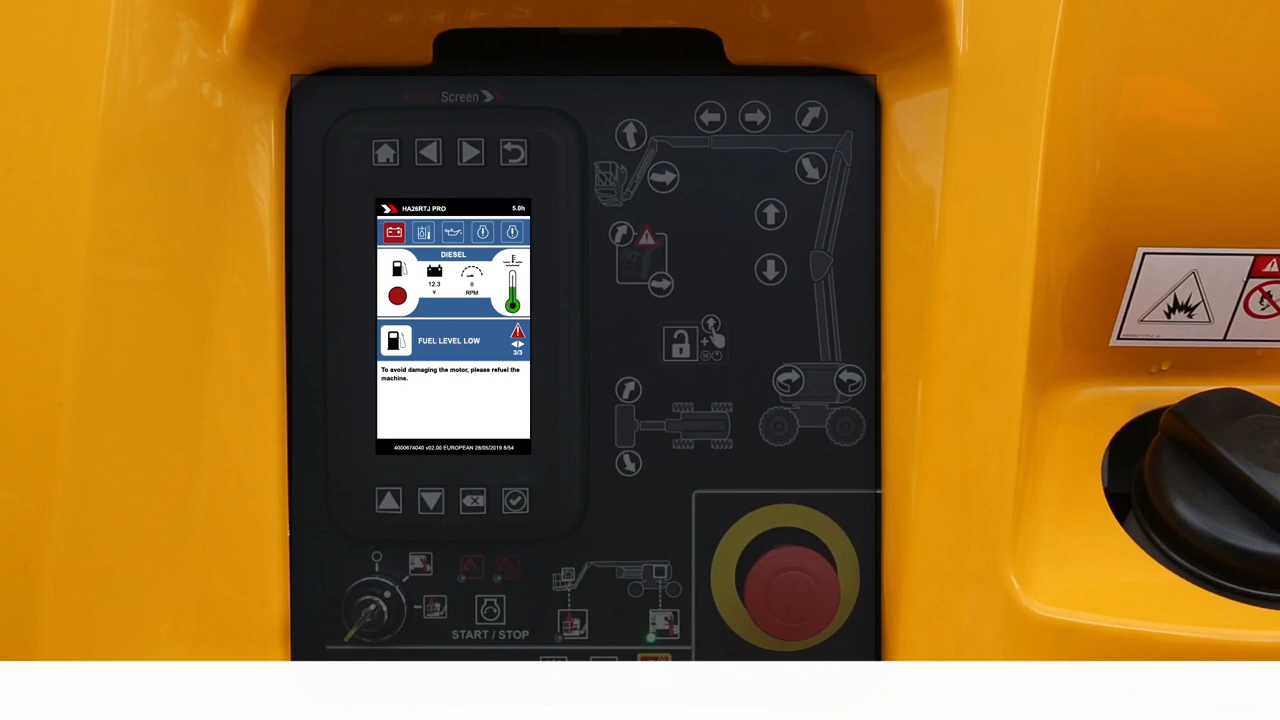 Screen
HA26RTJ PRO 5.0h
DIESEL
12.3
V
0
RPM
FUEL LEVEL LOW
3/3
To avoid damaging the motor, please refuel the
machine.
4000674040 v02.00 EUROPEAN 28/05/2019 8/54
START / STOP